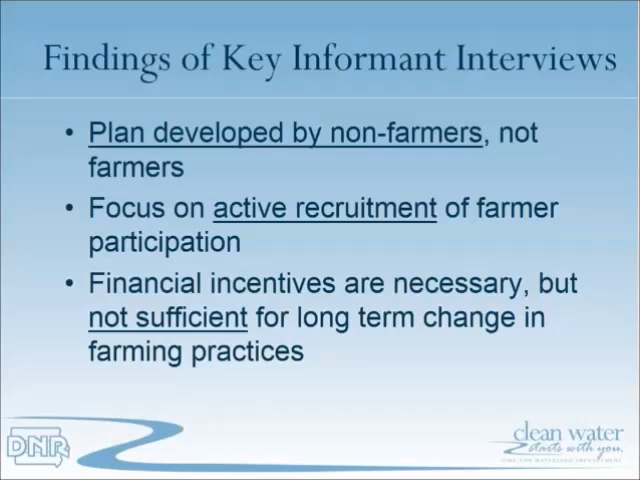 Findings of Key Informant Interviews
• Plan developed by non-farmers, not
farmers
• Focus on active recruitment of farmer
participation
• Financial incentives are necessary, but
not sufficient for long term change in
farming practices
DNR
clean water
starts with you.